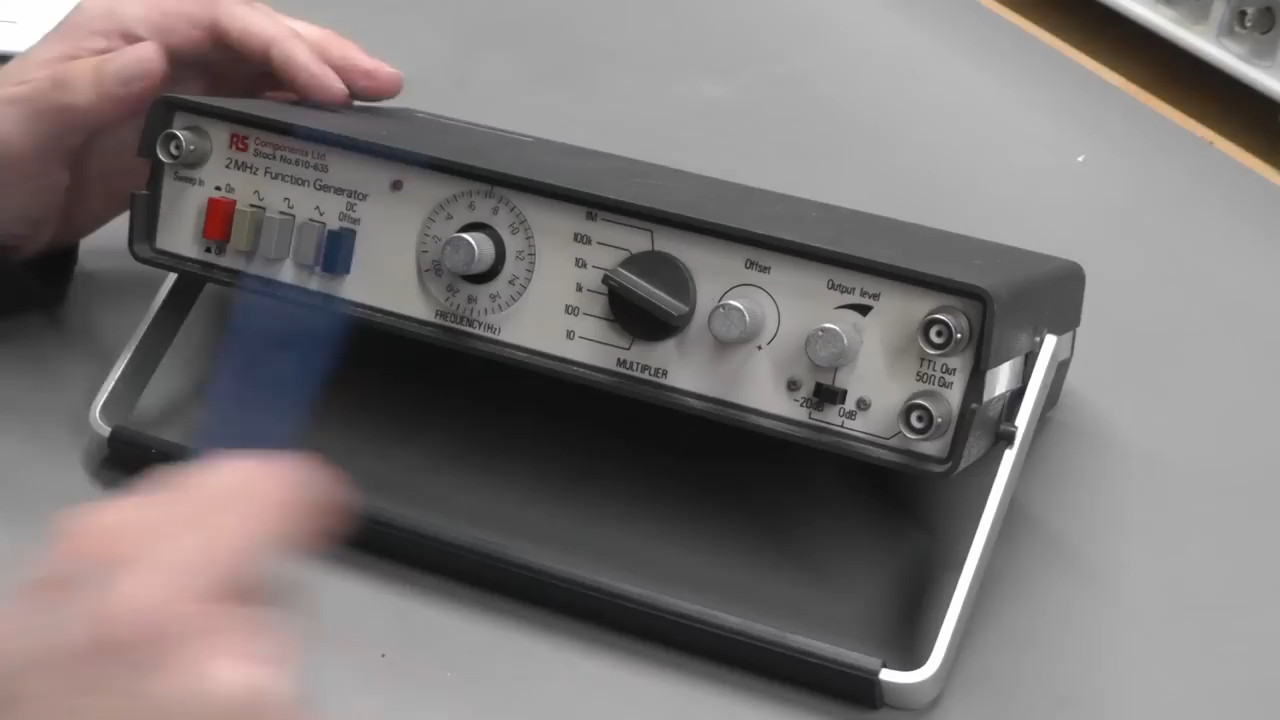 RS Components Ltd
Stock No.610-635
2MHz Function Generator
Sweep In
On
Off
DC
Offset
FREQUENCY(Hz)
1M
100k
10k
1k
100
10
MULTIPLIER
Offset
+
Output level
-20dB
0dB
TTL Out
50Ω Out